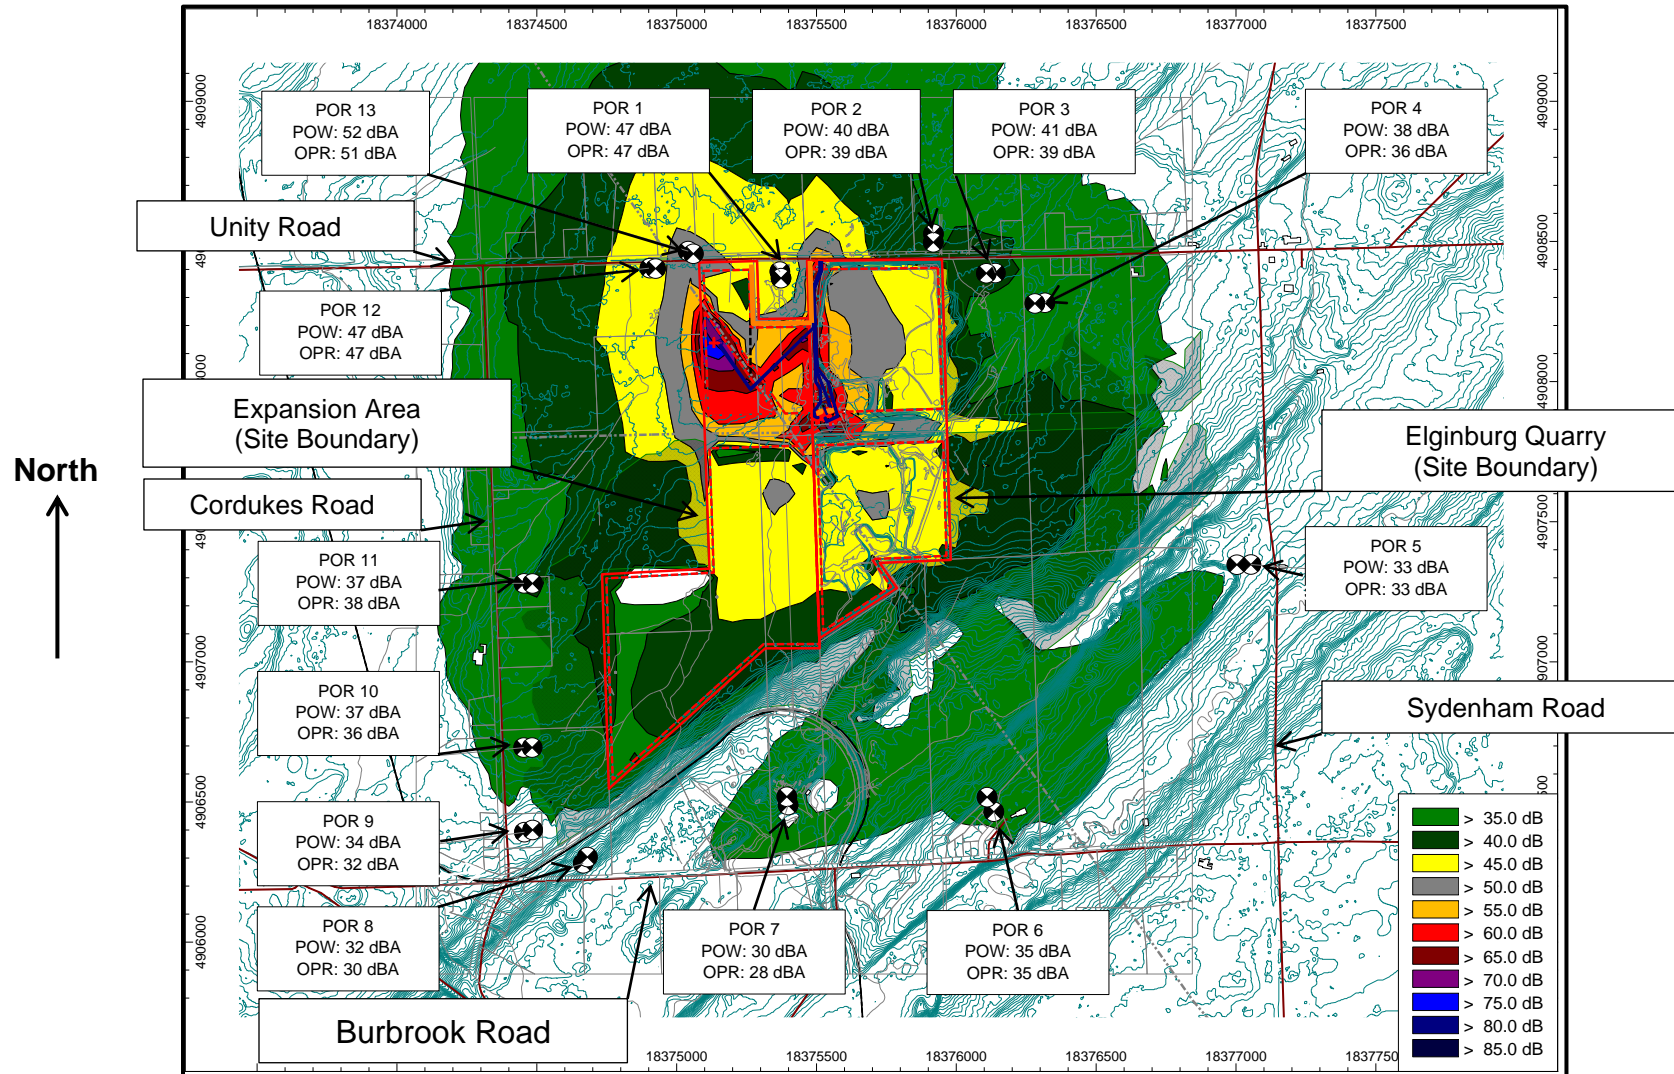 18374000 18374500 18375000 18375500 18376000 18376500 18377000 18377500
4909000
4909000
POR 13
POW: 52 dBA
OPR: 51 dBA
POR 1
POW: 47 dBA
OPR: 47 dBA
POR 2
POW: 40 dBA
OPR: 39 dBA
POR 3
POW: 41 dBA
OPR: 39 dBA
POR 4
POW: 38 dBA
OPR: 36 dBA
Unity Road
4908500
POR 12
POW: 47 dBA
OPR: 47 dBA
4908000
Expansion Area
(Site Boundary)
Elginburg Quarry
(Site Boundary)
North
Cordukes Road
4907500
POR 11
POW: 37 dBA
OPR: 38 dBA
POR 5
POW: 33 dBA
OPR: 33 dBA
4907000
4907000
POR 10
POW: 37 dBA
OPR: 36 dBA
Sydenham Road
4906500
POR 9
POW: 34 dBA
OPR: 32 dBA
POR 8
POW: 32 dBA
OPR: 30 dBA
POR 7
POW: 30 dBA
OPR: 28 dBA
POR 6
POW: 35 dBA
OPR: 35 dBA
4906000
Burbrook Road
> 35.0 dB
> 40.0 dB
> 45.0 dB
> 50.0 dB
> 55.0 dB
> 60.0 dB
> 65.0 dB
> 70.0 dB
> 75.0 dB
> 80.0 dB
> 85.0 dB
18375000 18375500 18376000 18376500 18377000 1837750